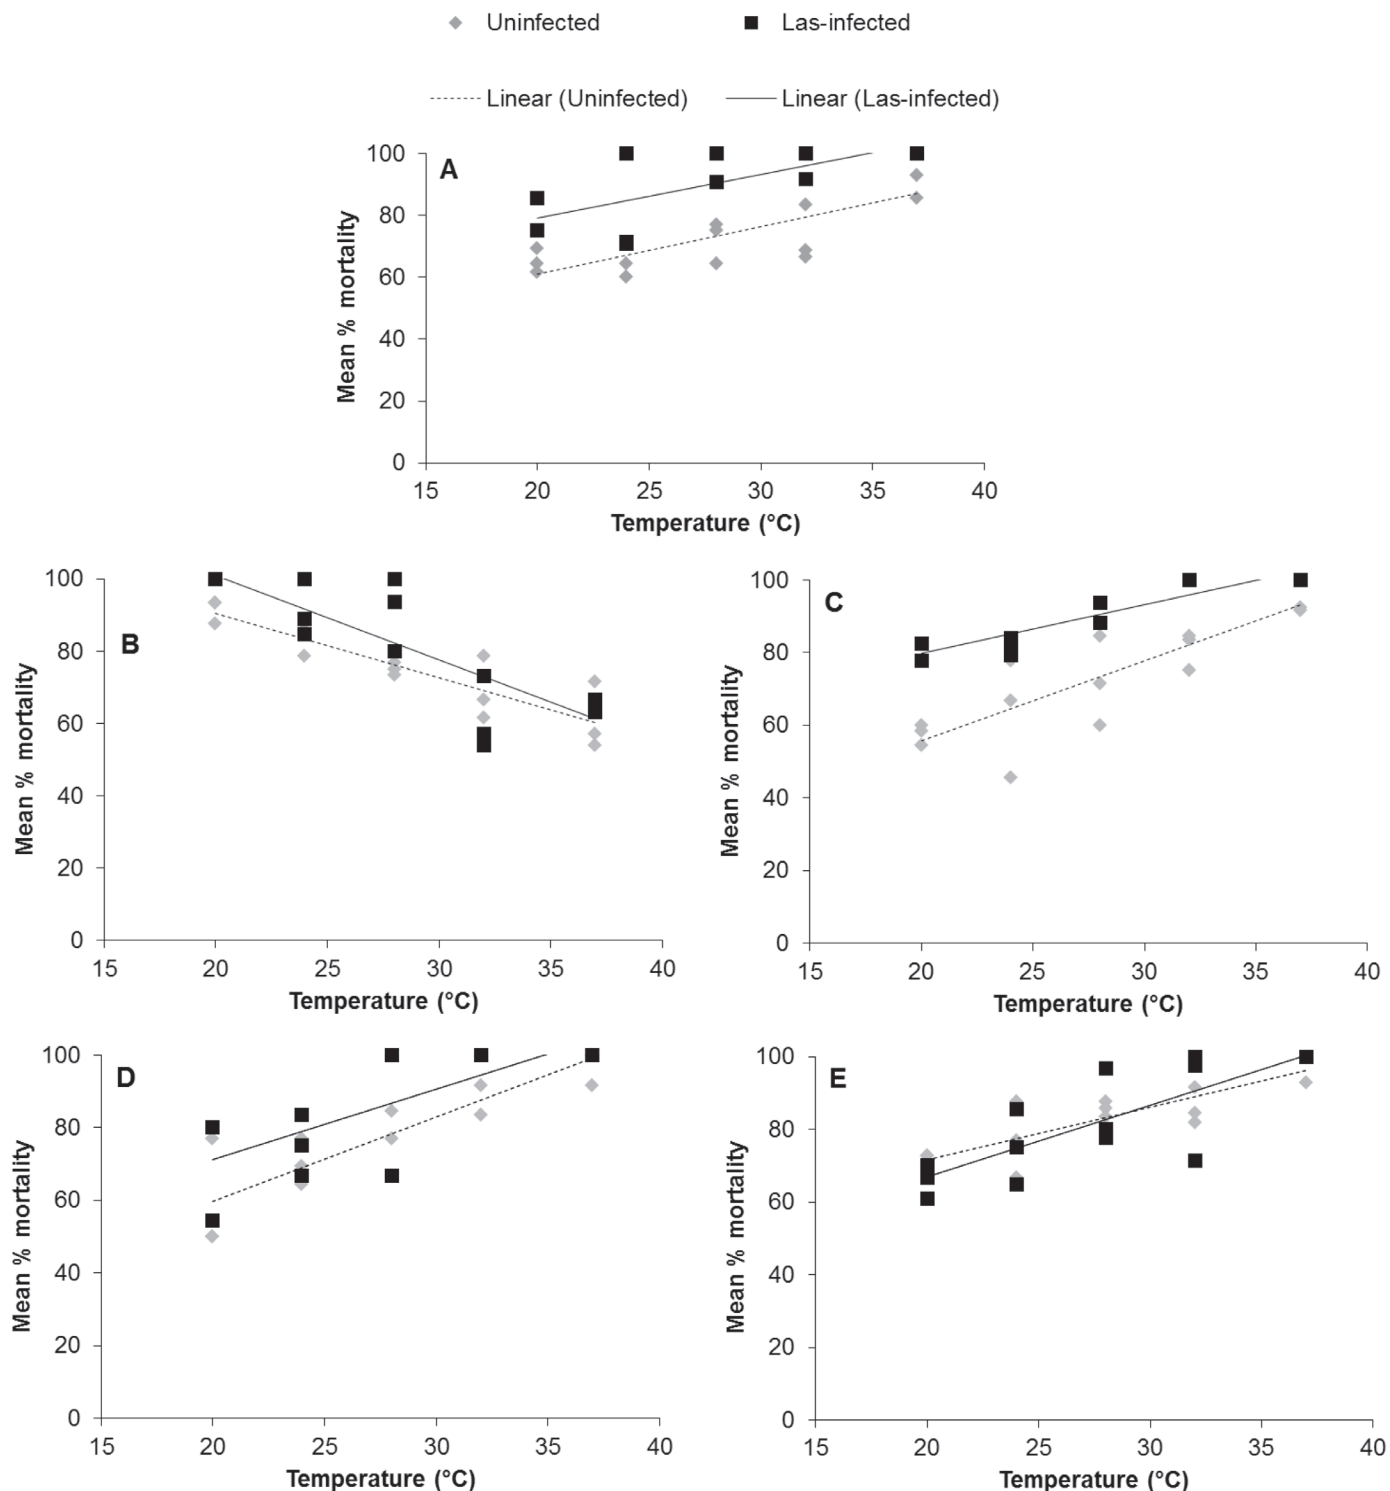 Uninfected
Las-infected
Linear (Uninfected)
Linear (Las-infected)
A
Mean % mortality
100
80
60
40
20
0
15 20 25 30 35 40
Temperature (°C)
B
Mean % mortality
100
80
60
40
20
0
15 20 25 30 35 40
Temperature (°C)
C
Mean % mortality
100
80
60
40
20
0
15 20 25 30 35 40
Temperature (°C)
D
Mean % mortality
100
80
60
40
20
0
15 20 25 30 35 40
Temperature (°C)
E
Mean % mortality
100
80
60
40
20
0
15 20 25 30 35 40
Temperature (°C)